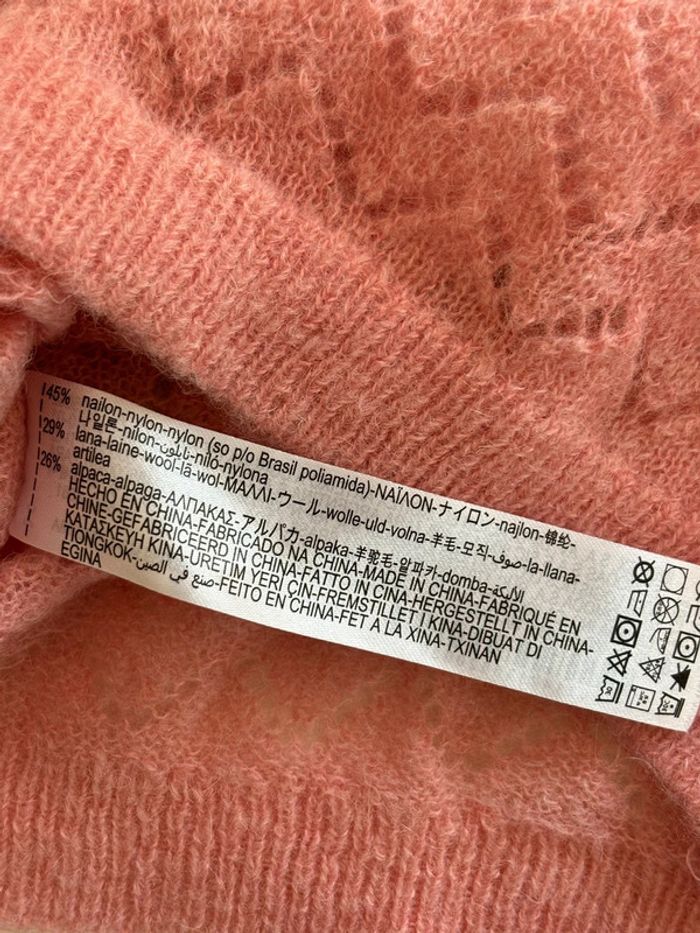 45% nailon-nylon-nylon (so p/o Brasil poliamida)-ΝΑΪΛΟΝ-ナイロン-najlon-锦纶-
나일론-nilon-نايلون-niló-nylona
29% lana-laine-wool-lã-wol-ΜΑΛΛΙ-ウール-wolle-uld-volna-羊毛-모직-صوف-la-llana-
artilea
26% alpaca-alpaga-ΑΛΠΑΚΑΣ-アルパカ-alpaka-羊驼毛-알파카-domba-الألبكة
HECHO EN CHINA-FABRICADO NA CHINA-MADE IN CHINA-FABRIQUÉ EN
CHINE-GEFABRICEERD IN CHINA-FATTO IN CINA-HERGESTELLT IN CHINA-
ΚΑΤΑΣΚΕΥΗ ΚΙΝΑ-ÜRETİM YERİ ÇİN-FREMSTILLET I KINA-DIBUAT DI
TIONGKOK-صنع في الصين-FEITO EN CHINA-FET A LA XINA-TXINAN
EGINA